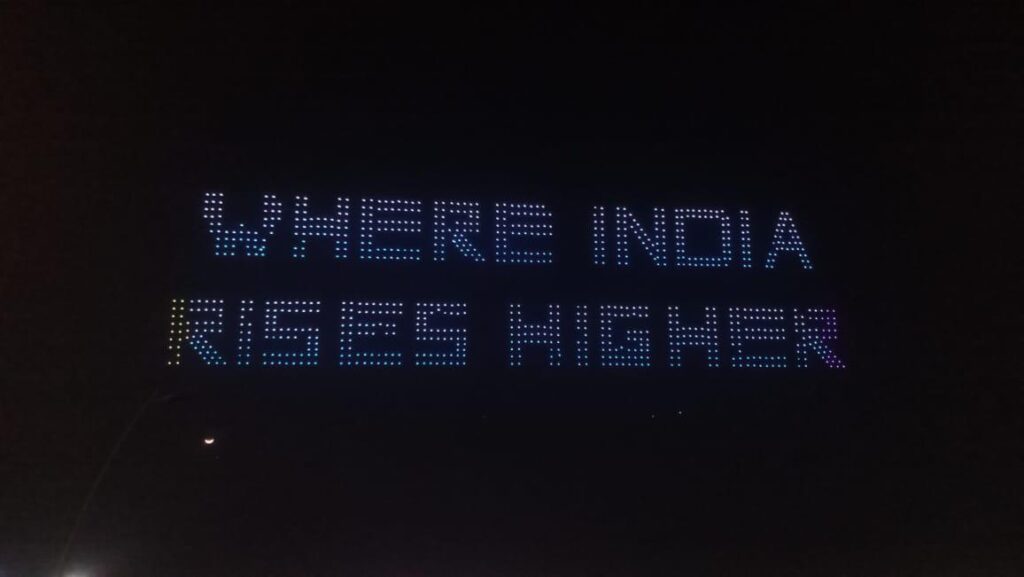 WHERE INDIA
RISES HIGHER